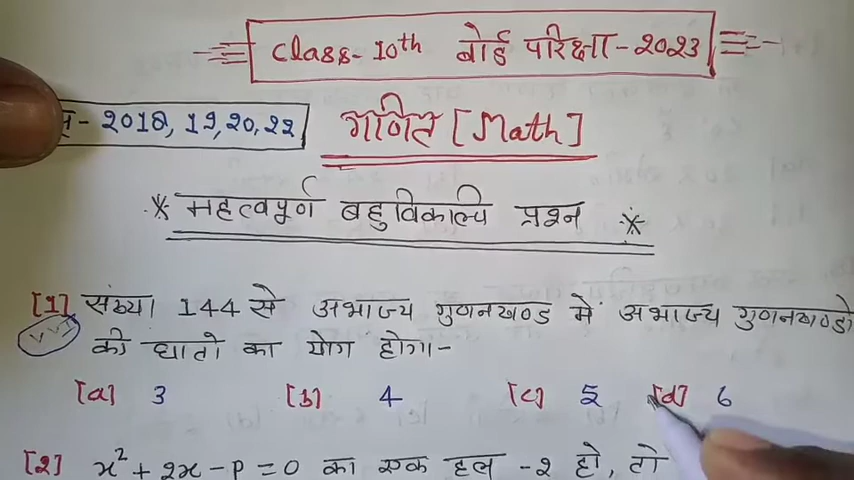 Class-10th बोर्ड परिक्षा-2023
2018, 19, 20, 22
गणित [Math]
* महत्वपूर्ण बहुविकाल्पि प्रश्न *
[1] संख्या 144 से अभाज्य गुणनखण्ड में अभाज्य गुणनखण्डो
की घातो का योग होगा-
[a] 3 [b] 4 [c] 5 [d] 6
[2] x² + 2x - p = 0 का एक हल -2 हो, तो